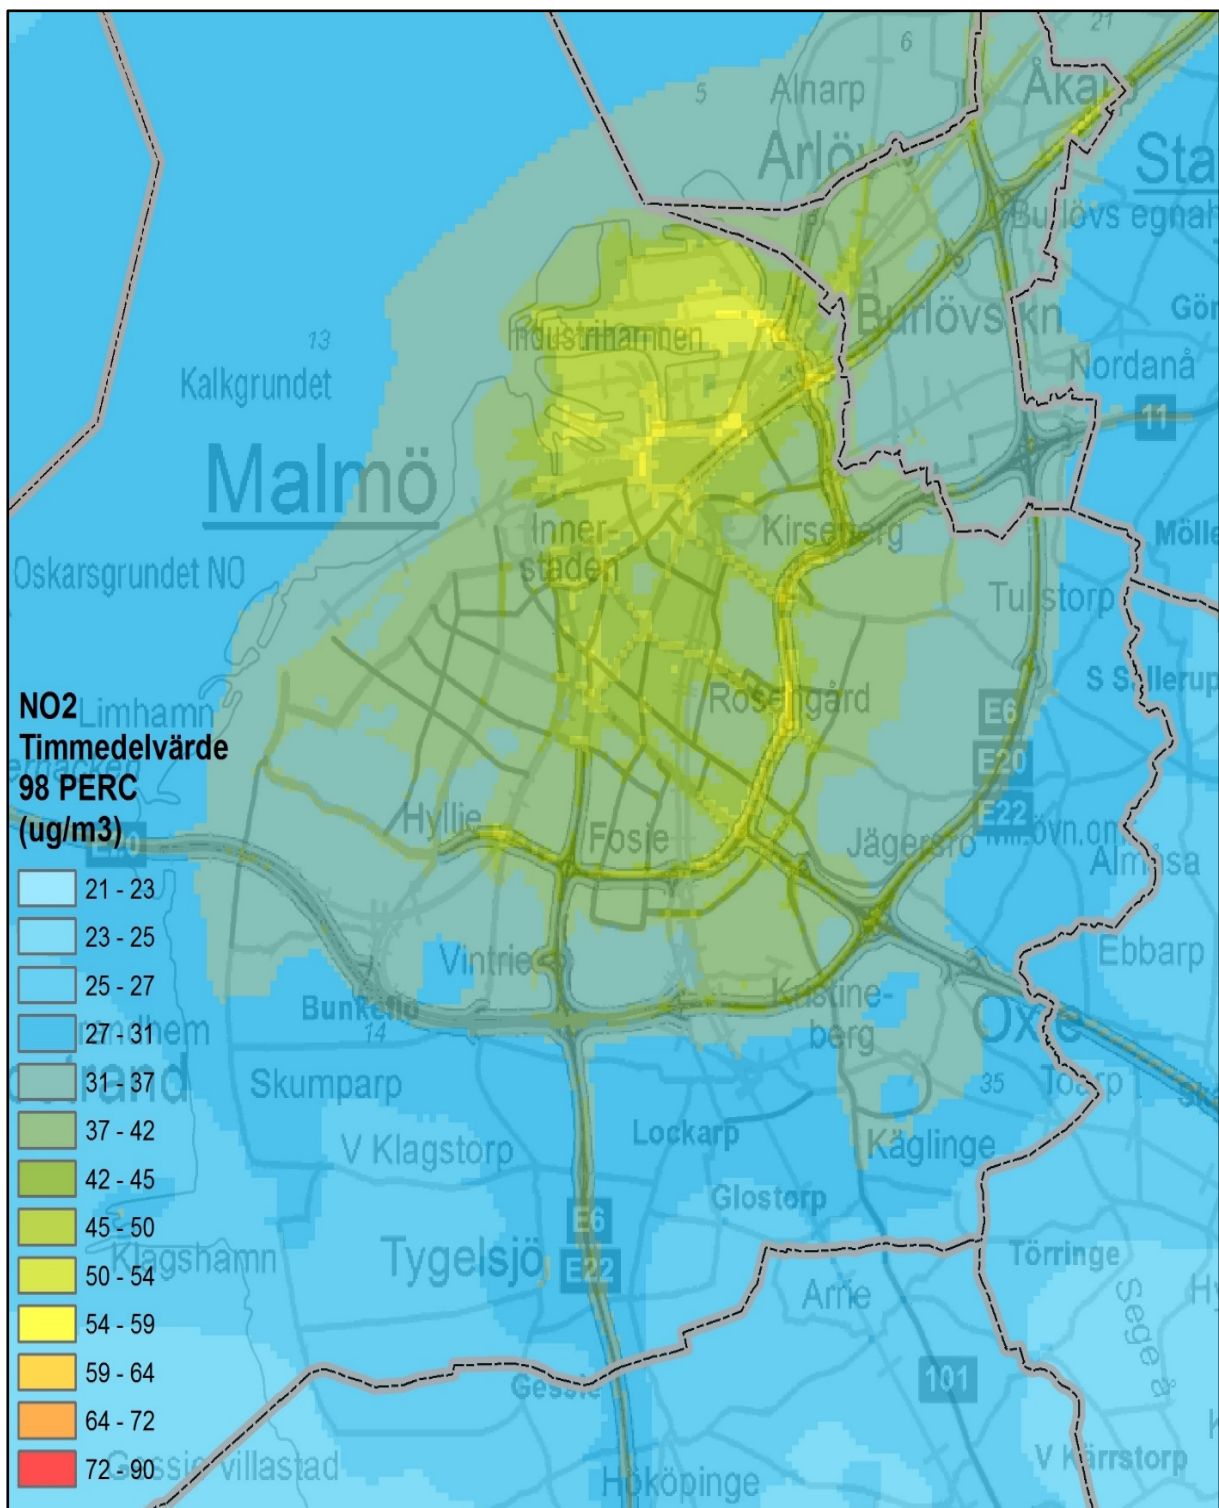 21
6
5
Alnarp
Åkarp
Arlöv
Sta
Burlövs egnah
Gör
Industrihamnen
Burlövs kn
13
Kalkgrundet
Nordanå
11
Malmö
Inner-
staden
Kirseberg
Mölle
Oskarsgrundet NO
Tullstorp
S Sallerup
Rosengård
E6
NO2
Limhamn
Timmedelvärde
E20
98 PERC
Hyllie
Fosie
E22
(ug/m3)
E20
Jägersro
Almåsa
21 - 23
23 - 25
Vintrie
Ebbarp
25 - 27
Bunkeflo
Kristine-
berg
27 - 31
14
Oxie
31 - 37
Skumparp
35
Toarp
37 - 42
V Klagstorp
Lockarp
Käglinge
42 - 45
Glostorp
45 - 50
E6
Klagshamn
Tygelsjö
E22
Törringe
50 - 54
Arrie
Sege å
54 - 59
59 - 64
Gessie
101
64 - 72
72 - 90
Gessie villastad
Hököpinge
V Kärrstorp